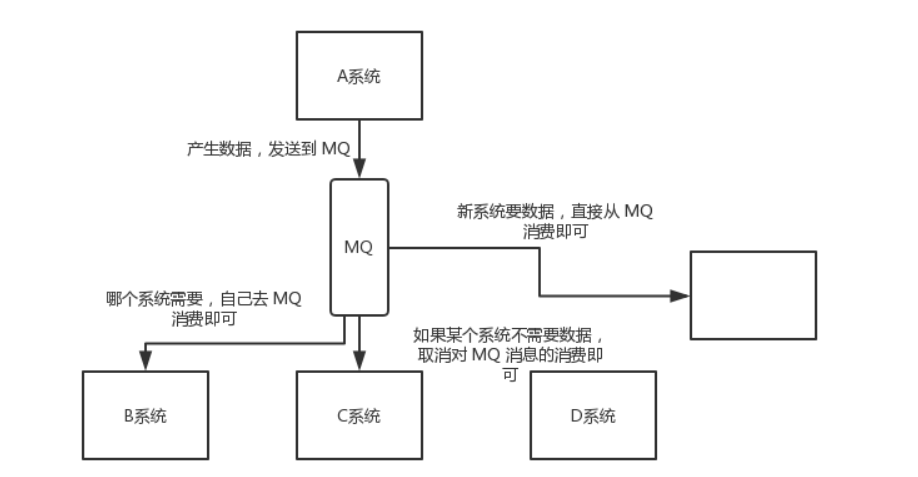 A系统
产生数据，发送到 MQ
新系统要数据，直接从 MQ
消费即可
MQ
哪个系统需要，自己去 MQ
消费即可
如果某个系统不需要数据，
取消对 MQ 消息的消费即
可
B系统
C系统
D系统